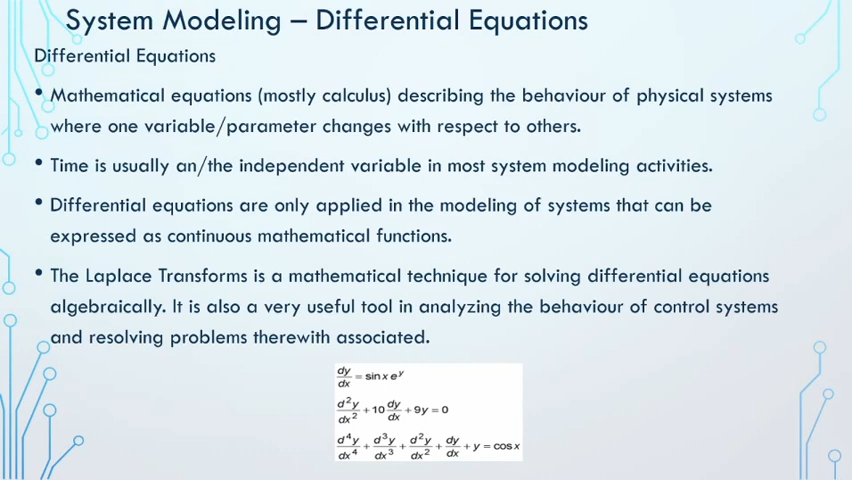 System Modeling – Differential Equations
Differential Equations
• Mathematical equations (mostly calculus) describing the behaviour of physical systems
where one variable/parameter changes with respect to others.
• Time is usually an/the independent variable in most system modeling activities.
• Differential equations are only applied in the modeling of systems that can be
expressed as continuous mathematical functions.
• The Laplace Transforms is a mathematical technique for solving differential equations
algebraically. It is also a very useful tool in analyzing the behaviour of control systems
and resolving problems therewith associated.
dy/dx = sin x e^y
d²y/dx² + 10 dy/dx + 9y = 0
d⁴y/dx⁴ + d³y/dx³ + d²y/dx² + dy/dx + y = cos x